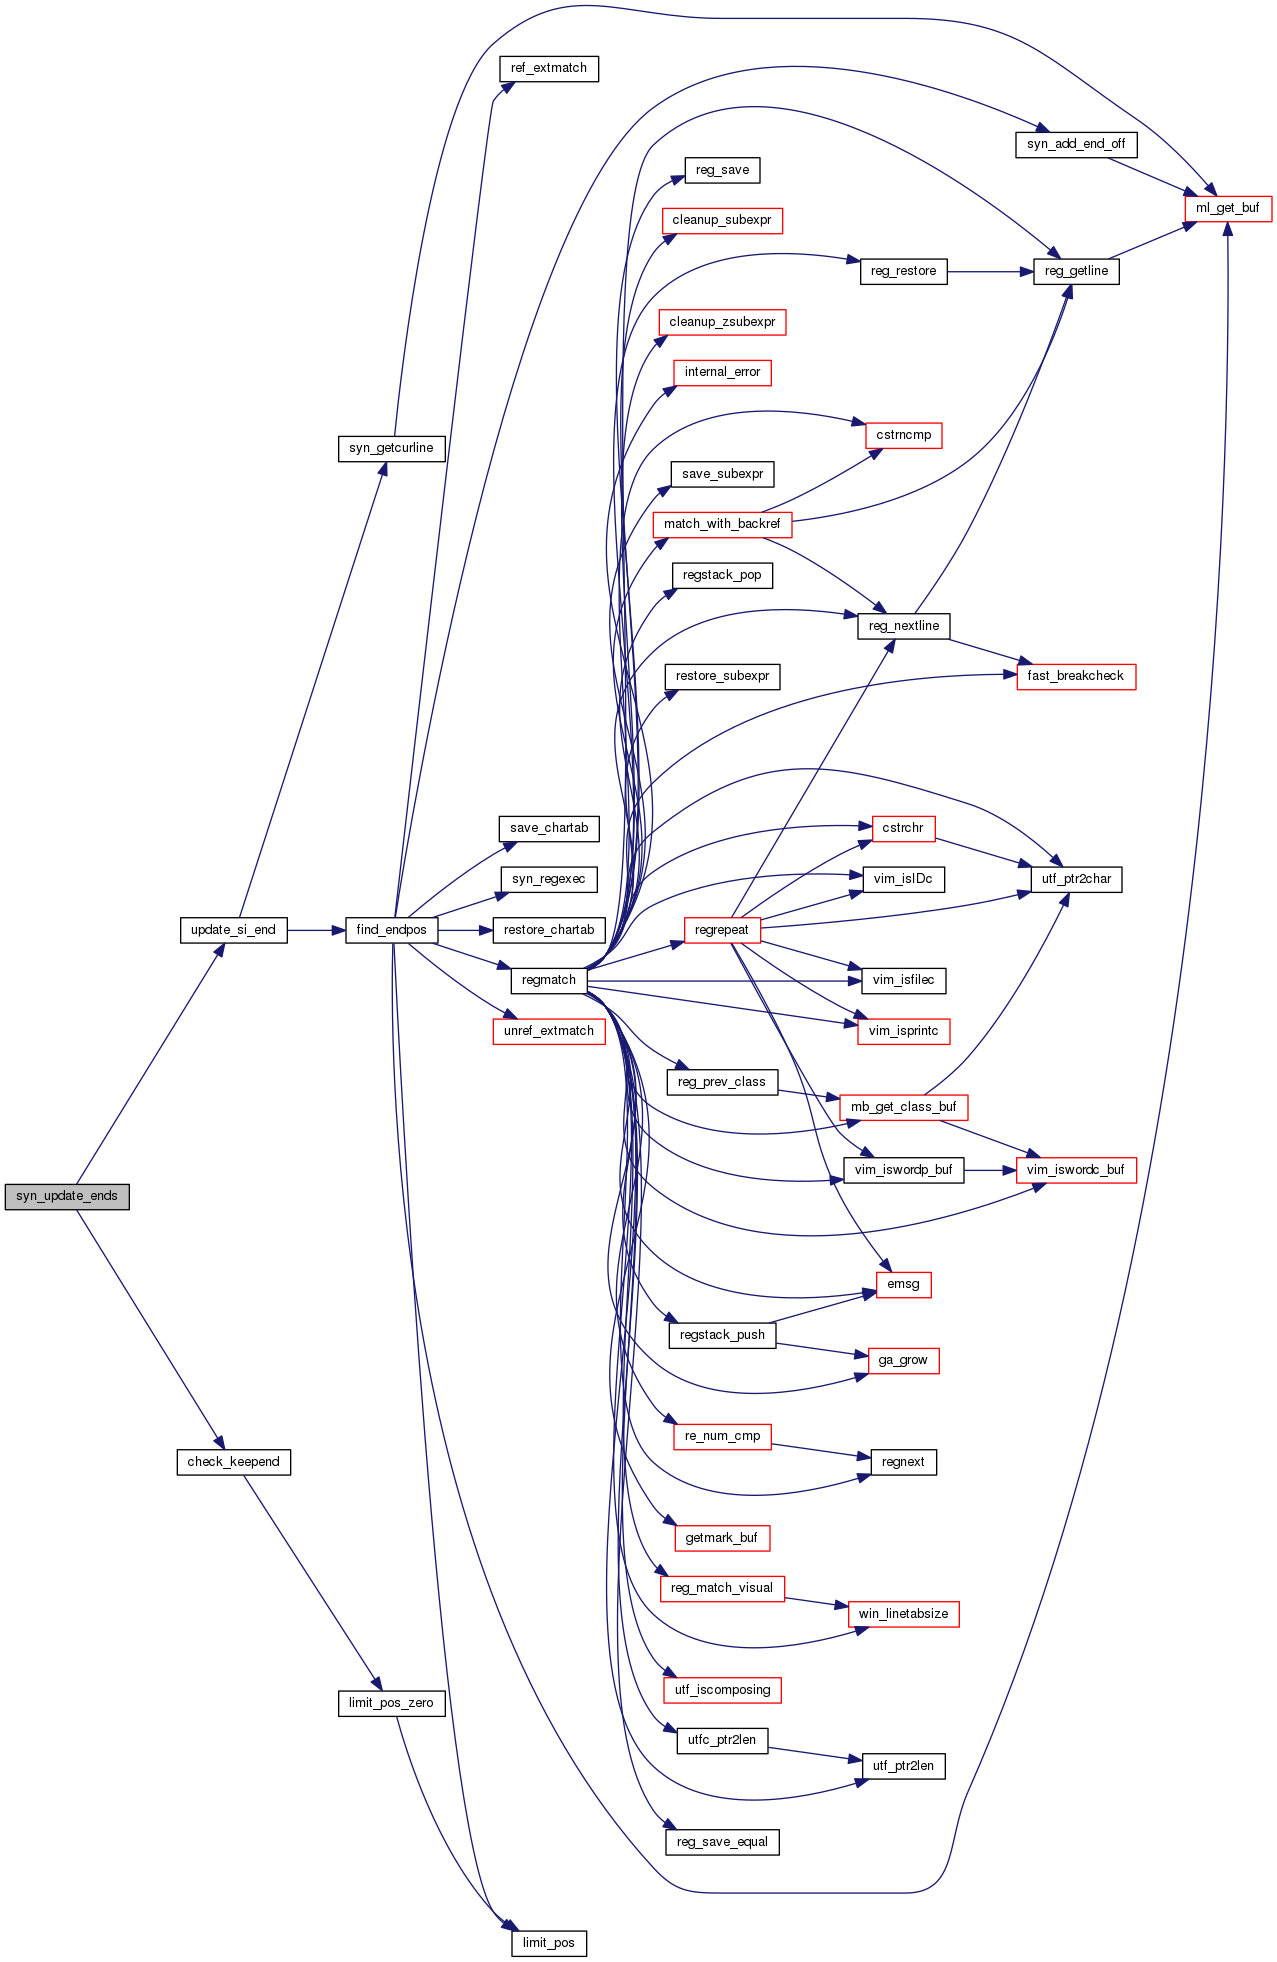 ref_extmatch
syn_add_end_off
reg_save
ml_get_buf
cleanup_subexpr
reg_restore
reg_getline
cleanup_zsubexpr
internal_error
cstrncmp
syn_getcurline
save_subexpr
match_with_backref
regstack_pop
reg_nextline
restore_subexpr
fast_breakcheck
save_chartab
cstrchr
syn_regexec
vim_isIDc
utf_ptr2char
update_si_end
find_endpos
restore_chartab
regrepeat
regmatch
vim_isfilec
unref_extmatch
vim_isprintc
reg_prev_class
mb_get_class_buf
vim_iswordp_buf
vim_iswordc_buf
syn_update_ends
emsg
regstack_push
ga_grow
re_num_cmp
check_keepend
regnext
getmark_buf
reg_match_visual
win_linetabsize
utf_iscomposing
limit_pos_zero
utfc_ptr2len
utf_ptr2len
reg_save_equal
limit_pos